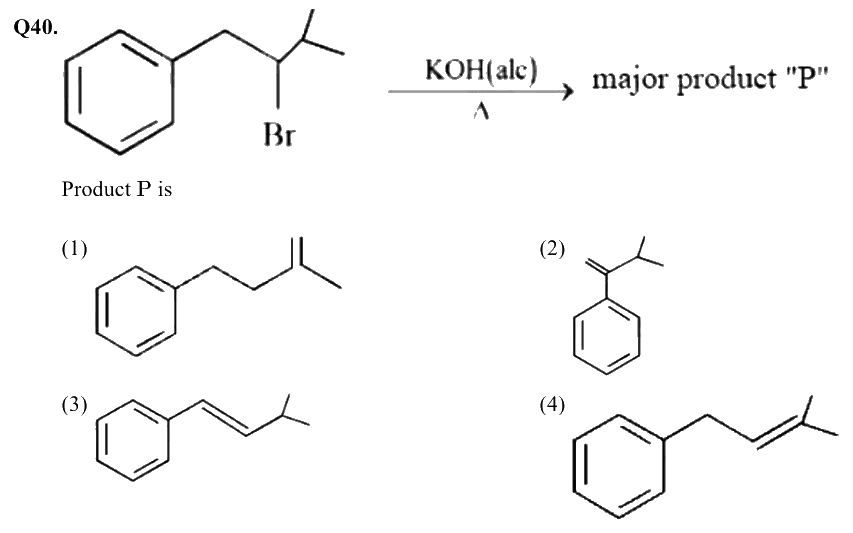 Q40.
KOH(alc)
Δ
major product "P"
Br
Product P is
(1)
(2)
(3)
(4)